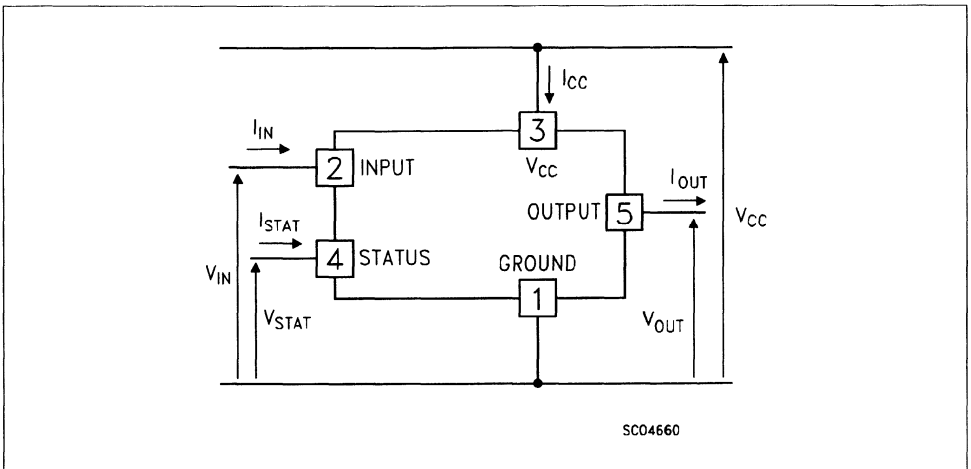 I_CC
3
V_CC
I_IN
2 INPUT
I_OUT
OUTPUT 5
V_CC
I_STAT
4 STATUS
GROUND
1
V_IN
V_STAT
V_OUT
SC04660